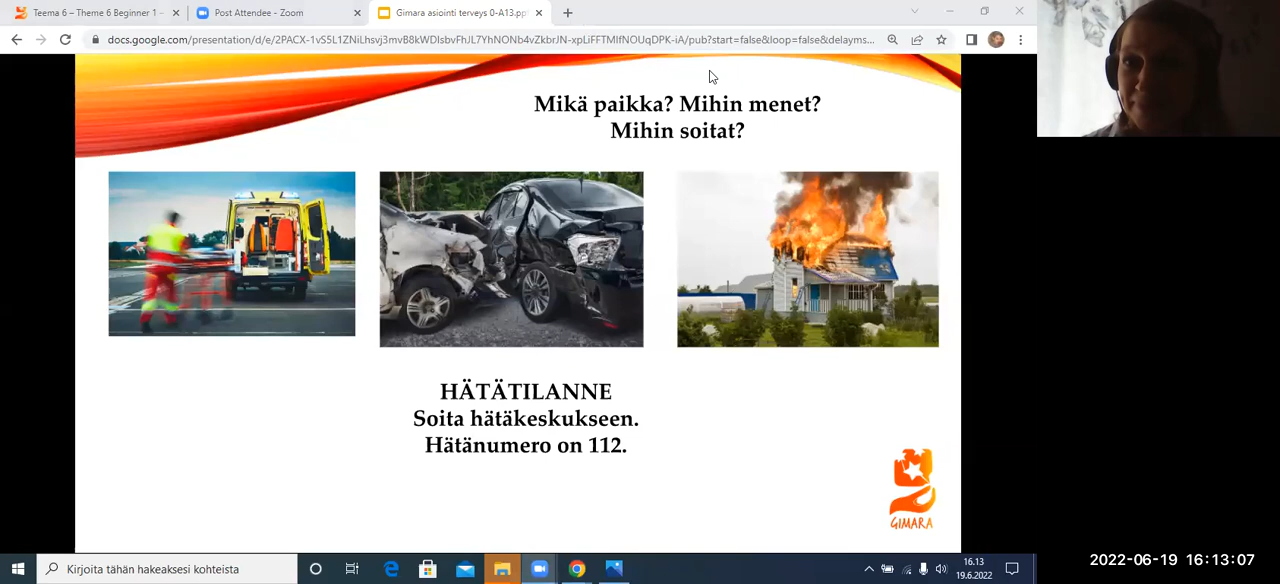 Teema 6 – Theme 6 Beginner 1 –
Post Attendee - Zoom
Gimara asiointi terveys 0-A13.pp
docs.google.com/presentation/d/e/2PACX-1vS5L1ZNiLhsvj3mvB8kWDIsbvFhJL7YhNONb4vZkbrJN-xpLiFFTMIfNOUqDPK-iA/pub?start=false&loop=false&delayms...
Mikä paikka? Mihin menet?
Mihin soitat?
HÄTÄTILANNE
Soita hätäkeskukseen.
Hätänumero on 112.
GIMARA
Kirjoita tähän hakeaksesi kohteista
16.13
19.6.2022
2022-06-19 16:13:07